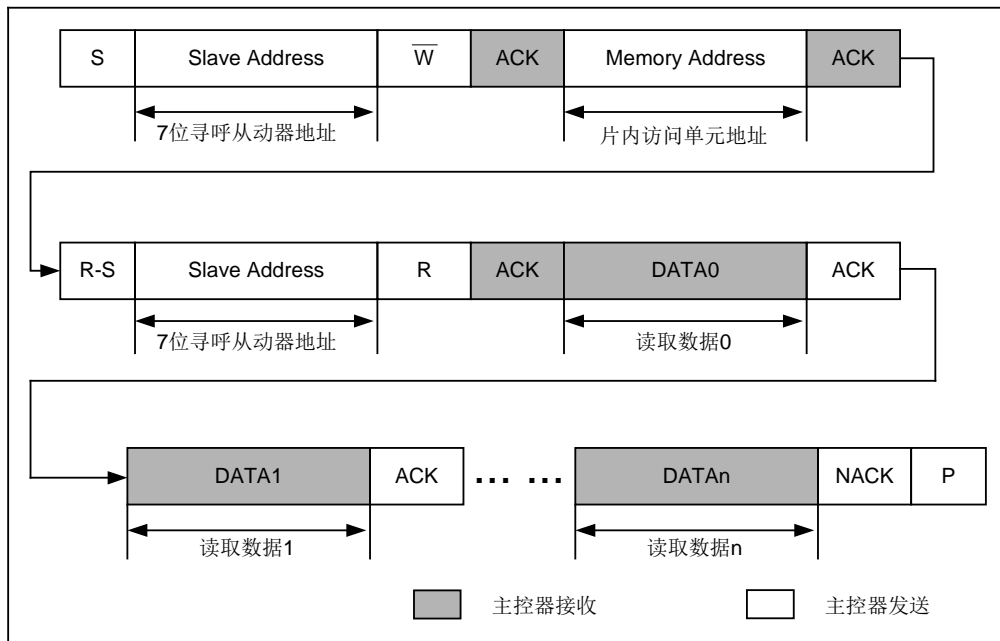 S Slave Address W ACK Memory Address ACK
7位寻呼从动器地址 片内访问单元地址
R-S Slave Address R ACK DATA0 ACK
7位寻呼从动器地址 读取数据0
DATA1 ACK ... ... DATAn NACK P
读取数据1 读取数据n
主控器接收 主控器发送